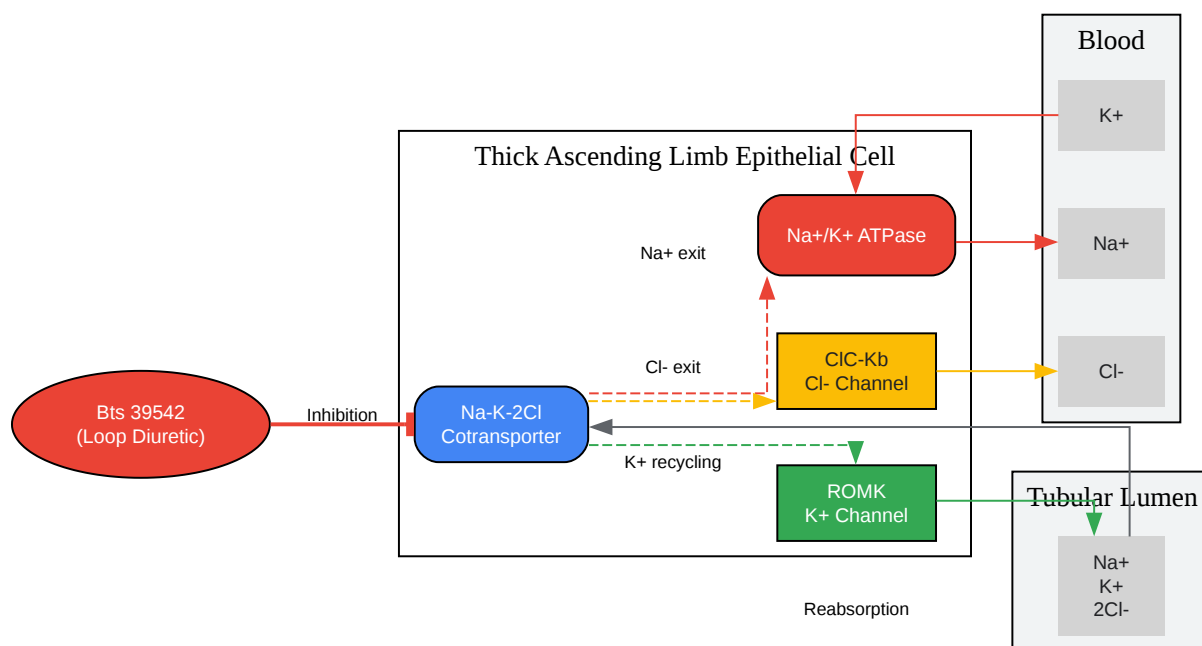 Blood
K+
Thick Ascending Limb Epithelial Cell
Na+/K+ ATPase
Na+ exit
Na+
ClC-Kb
Cl- Channel
Cl- exit
Cl-
Bts 39542
(Loop Diuretic)
Inhibition
Na-K-2Cl
Cotransporter
K+ recycling
ROMK
K+ Channel
Tubular Lumen
Na+
K+
2Cl-
Reabsorption